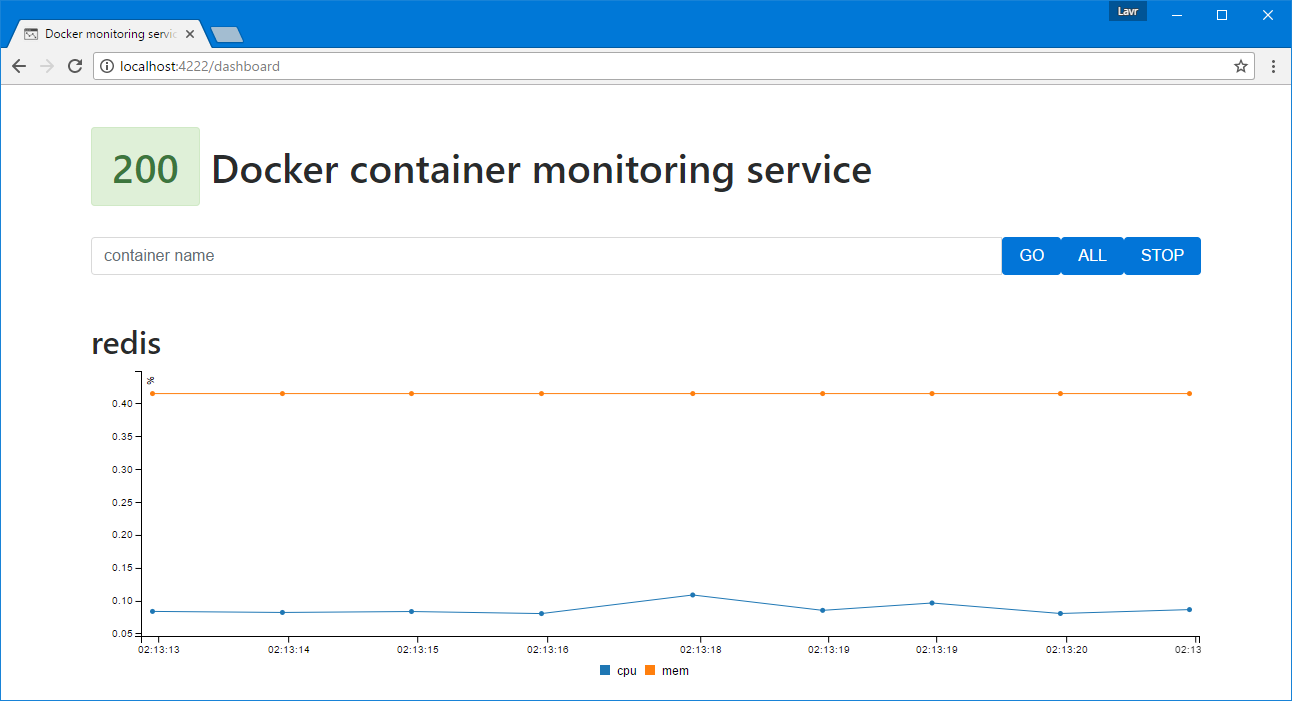 Lavr
Docker monitoring servic
localhost:4222/dashboard
200 Docker container monitoring service
container name GO ALL STOP
redis
%
0.40
0.35
0.30
0.25
0.20
0.15
0.10
0.05
02:13:13 02:13:14 02:13:15 02:13:16 02:13:18 02:13:19 02:13:19 02:13:20 02:13
cpu mem